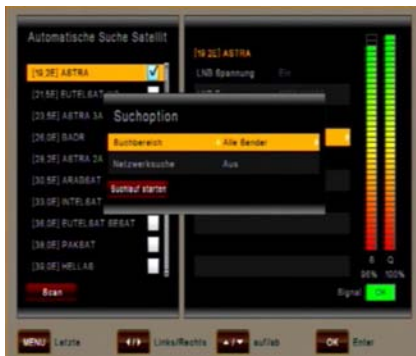 Automatische Suche Satellit
[19,2E] ASTRA
[19,2E] ASTRA
LNB Spannung Ein
[21,5E] EUTELSAT
[23,5E] ASTRA 3A
Suchoption
[26,0E] BADR
Suchbereich Alle Sender
[28,2E] ASTRA 2A
Netzwerksuche Aus
[30,5E] ARABSAT
Suchlauf starten
[33,0E] INTELSAT
[36,0E] EUTELSAT SESAT
[38,0E] PAKSAT
[39,0E] HELLAS
S Q
96% 100%
Scan
Signal OK
MENU Letzte Links/Rechts auf/ab OK Enter